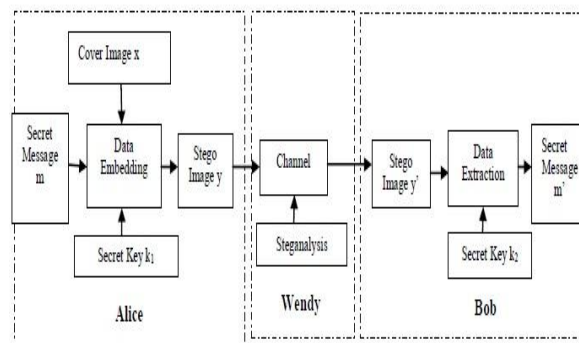 Cover Image x
Secret
Message
m
Data
Embedding
Stego
Image y
Secret Key k₁
Alice
Channel
Steganalysis
Wendy
Stego
Image y'
Data
Extraction
Secret
Message
m'
Secret Key k₂
Bob